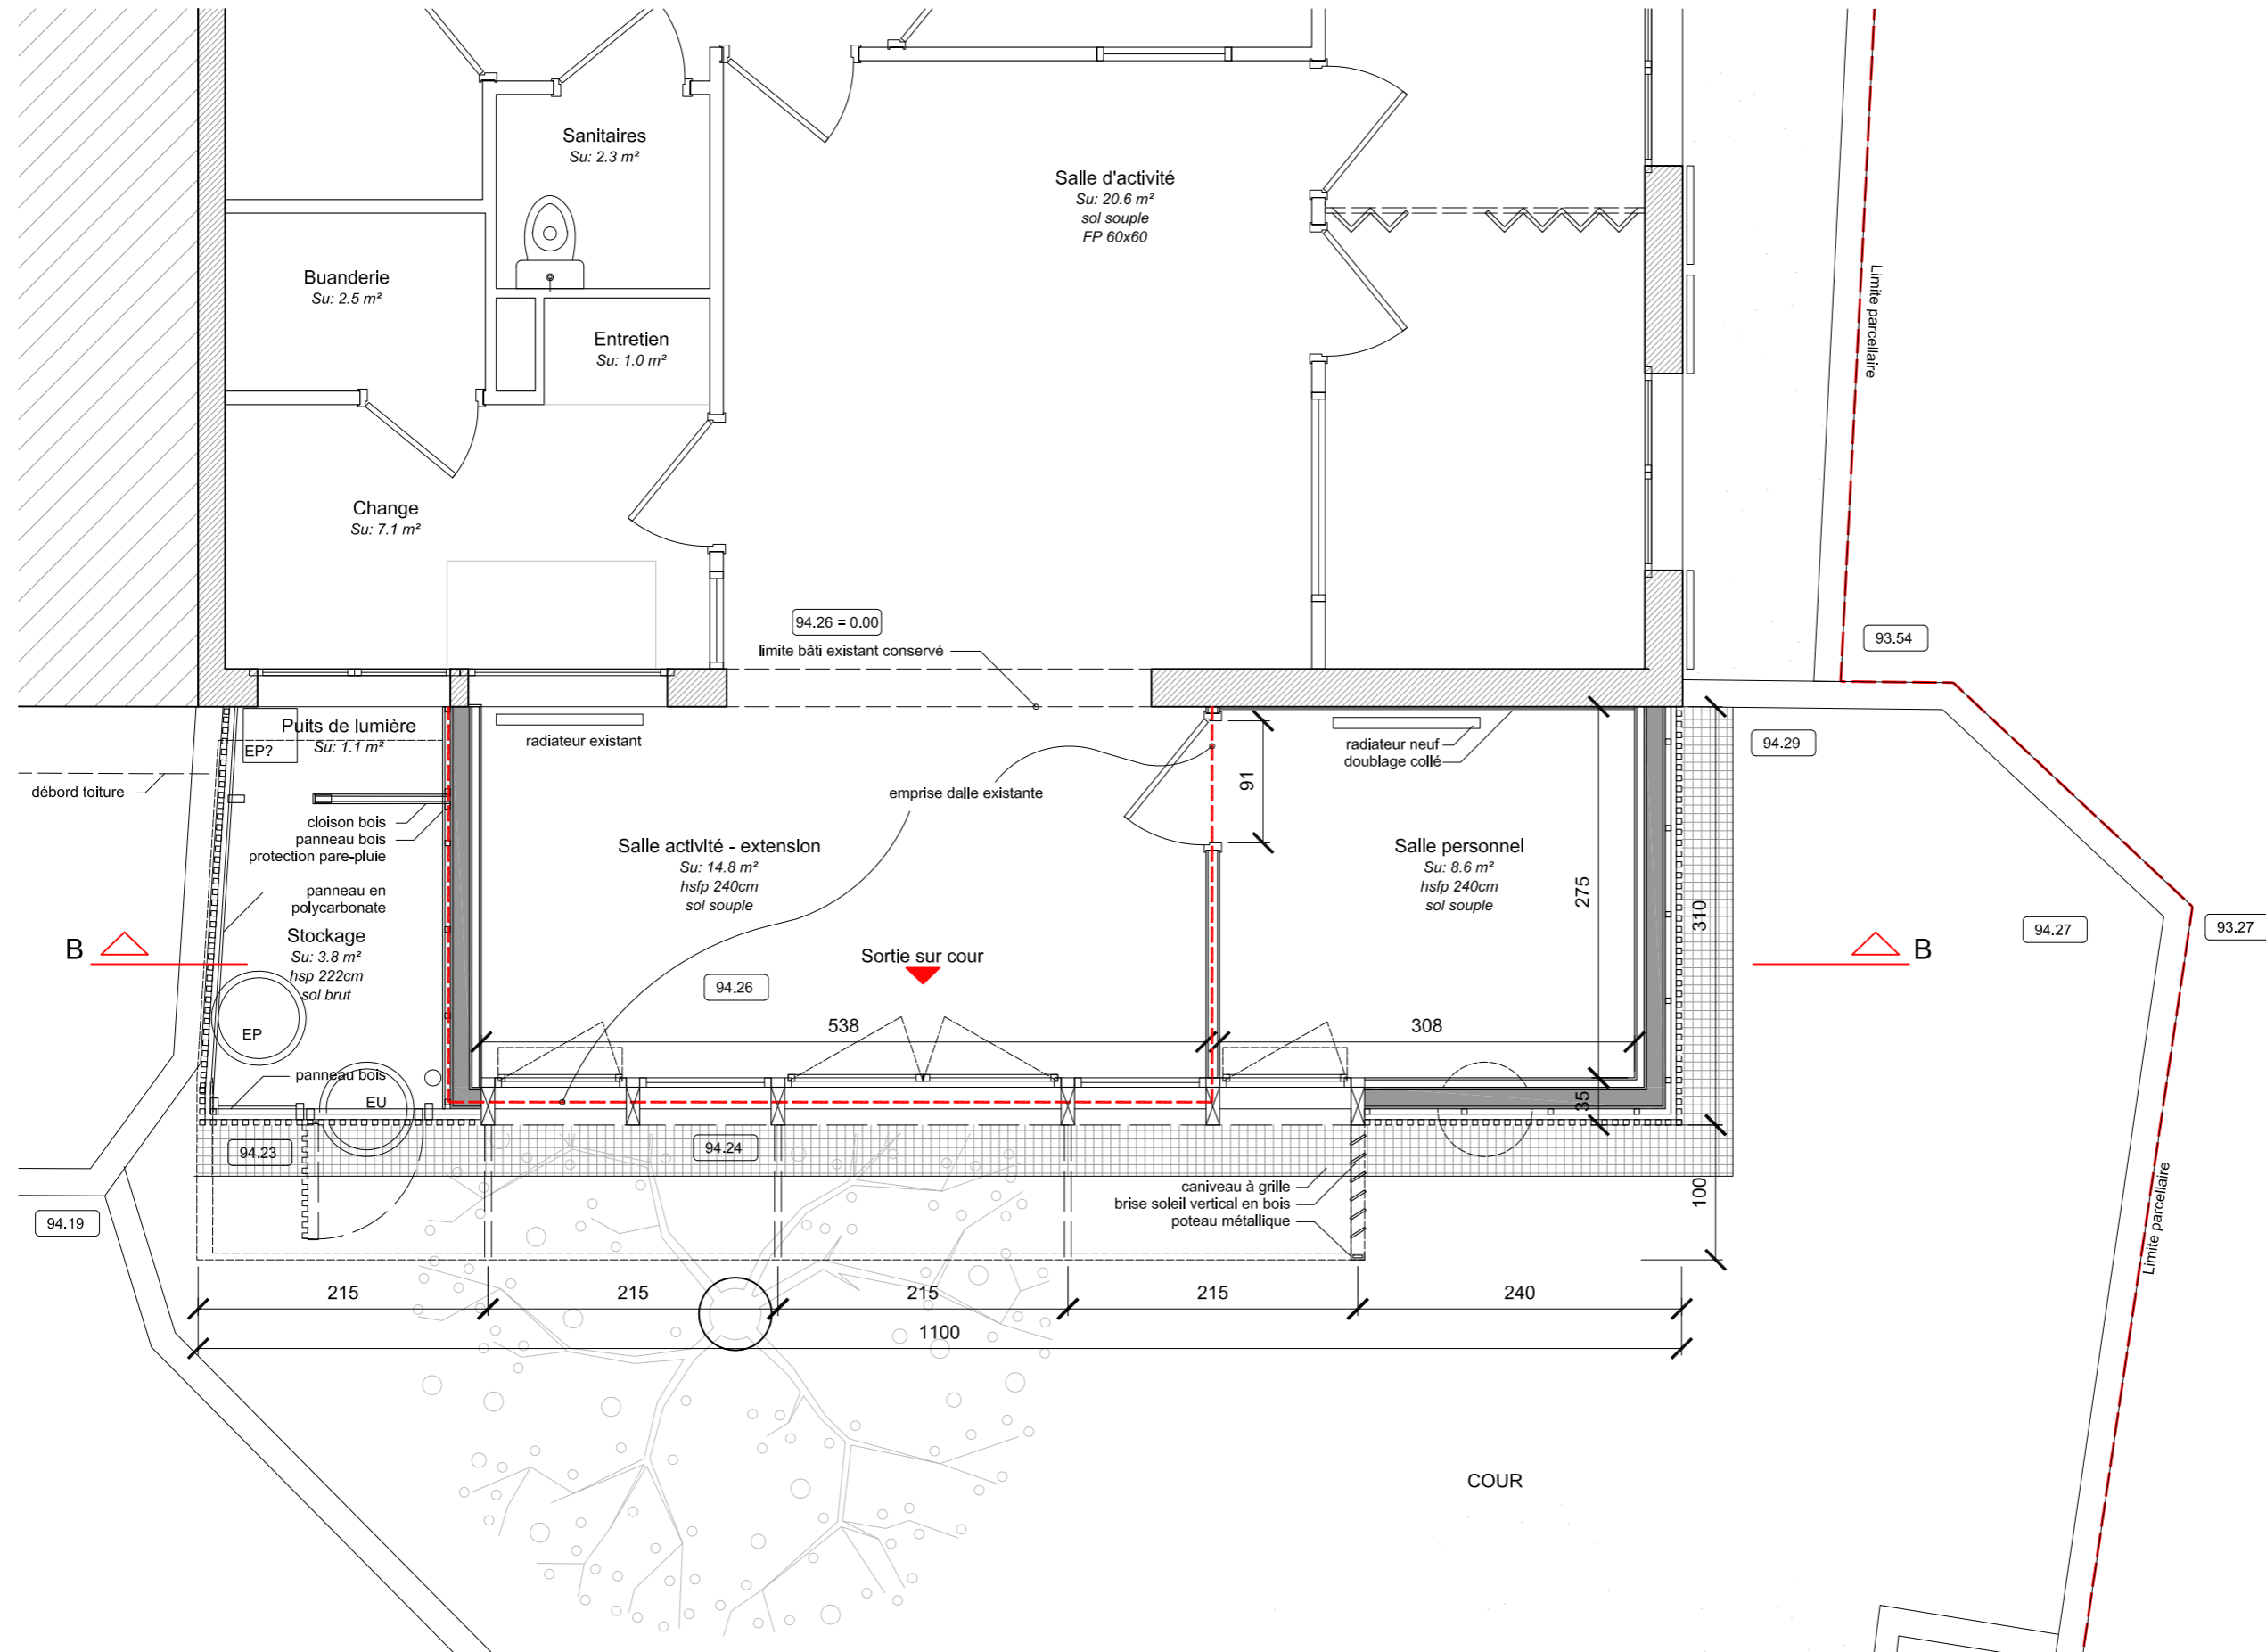 Sanitaires
Su: 2.3 m²
Salle d'activité
Su: 20.6 m²
sol souple
FP 60x60
Buanderie
Su: 2.5 m²
Entretien
Su: 1.0 m²
Limite parcellaire
Change
Su: 7.1 m²
94.26 = 0.00
limite bâti existant conservé
93.54
Puits de lumière
Su: 1.1 m²
EP?
radiateur existant
radiateur neuf
doublage collé
94.29
débord toiture
emprise dalle existante
91
cloison bois
panneau bois
protection pare-pluie
Salle activité - extension
Su: 14.8 m²
hsfp 240cm
sol souple
Salle personnel
Su: 8.6 m²
hsfp 240cm
sol souple
275
310
panneau en
polycarbonate
Stockage
Su: 3.8 m²
hsp 222cm
sol brut
B
Sortie sur cour
B
94.27
93.27
94.26
EP
538
308
panneau bois
EU
35
94.23
94.24
caniveau à grille
brise soleil vertical en bois
poteau métallique
100
94.19
Limite parcellaire
215
215
215
215
240
1100
COUR